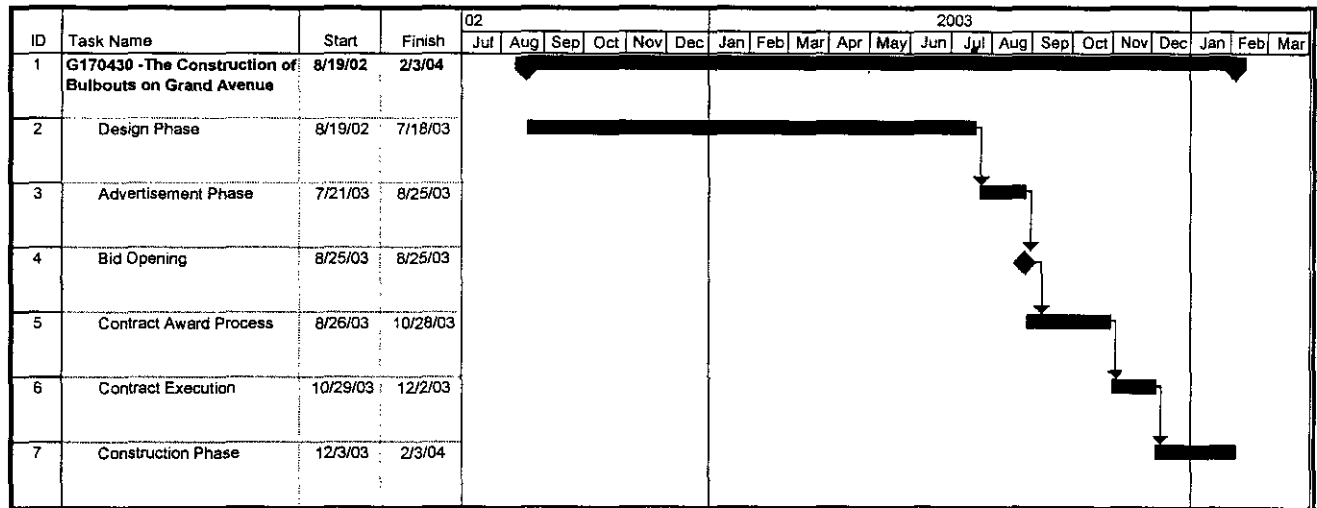 02 2003
ID Task Name Start Finish Jul Aug Sep Oct Nov Dec Jan Feb Mar Apr May Jun Jul Aug Sep Oct Nov Dec Jan Feb Mar
1 G170430 -The Construction of 8/19/02 2/3/04
Bulbouts on Grand Avenue
2 Design Phase 8/19/02 7/18/03
3 Advertisement Phase 7/21/03 8/25/03
4 Bid Opening 8/25/03 8/25/03
5 Contract Award Process 8/26/03 10/28/03
6 Contract Execution 10/29/03 12/2/03
7 Construction Phase 12/3/03 2/3/04